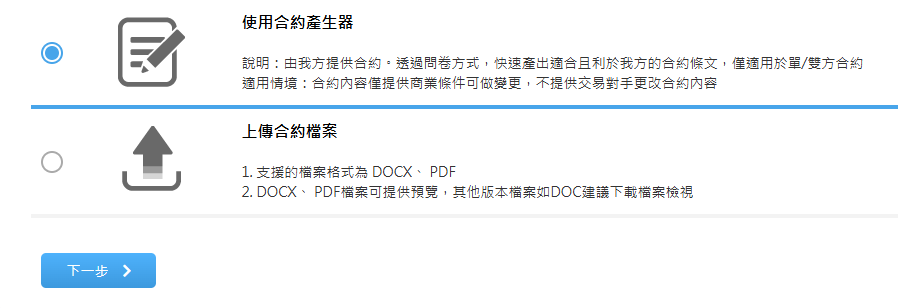 使用合約產生器
說明：由我方提供合約。透過問卷方式，快速產出適合且利於我方的合約條文，僅適用於單/雙方合約
適用情境：合約內容僅提供商業條件可做變更，不提供交易對手更改合約內容
上傳合約檔案
1. 支援的檔案格式為 DOCX、 PDF
2. DOCX、 PDF檔案可提供預覽，其他版本檔案如DOC建議下載檔案檢視
下一步